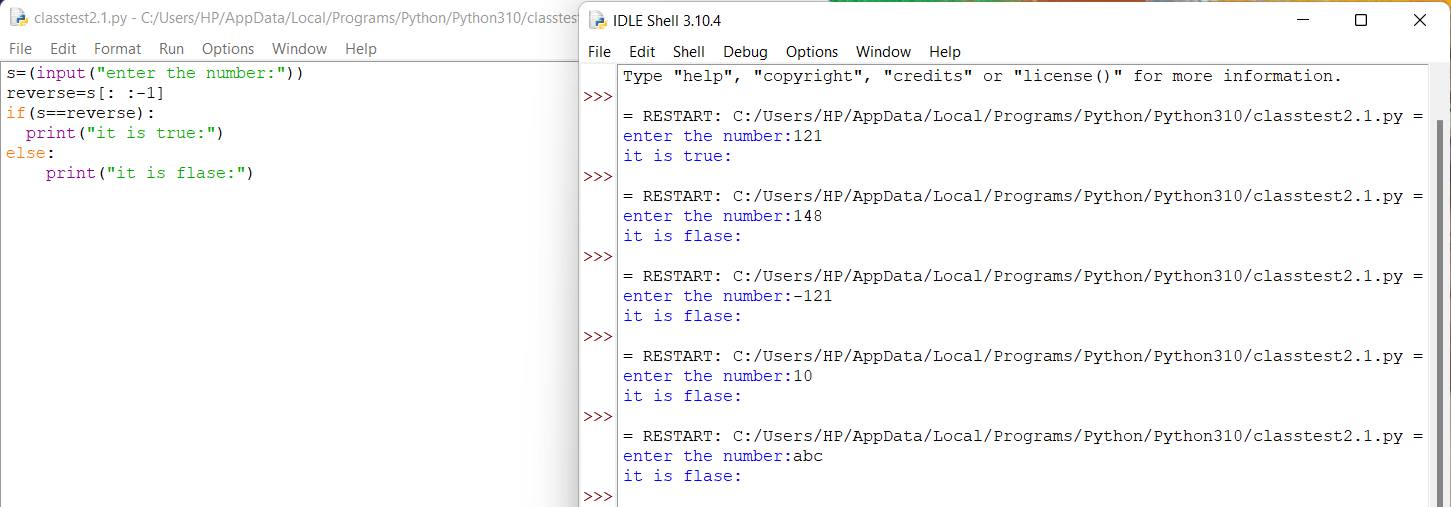 classtest2.1.py - C:/Users/HP/AppData/Local/Programs/Python/Python310/classtest
File Edit Format Run Options Window Help
s=(input("enter the number:"))
reverse=s[: :-1]
if(s==reverse):
  print("it is true:")
else:
    print("it is flase:")
IDLE Shell 3.10.4
File Edit Shell Debug Options Window Help
Type "help", "copyright", "credits" or "license()" for more information.
>>>
= RESTART: C:/Users/HP/AppData/Local/Programs/Python/Python310/classtest2.1.py =
enter the number:121
it is true:
>>>
= RESTART: C:/Users/HP/AppData/Local/Programs/Python/Python310/classtest2.1.py =
enter the number:148
it is flase:
>>>
= RESTART: C:/Users/HP/AppData/Local/Programs/Python/Python310/classtest2.1.py =
enter the number:-121
it is flase:
>>>
= RESTART: C:/Users/HP/AppData/Local/Programs/Python/Python310/classtest2.1.py =
enter the number:10
it is flase:
>>>
= RESTART: C:/Users/HP/AppData/Local/Programs/Python/Python310/classtest2.1.py =
enter the number:abc
it is flase:
>>>